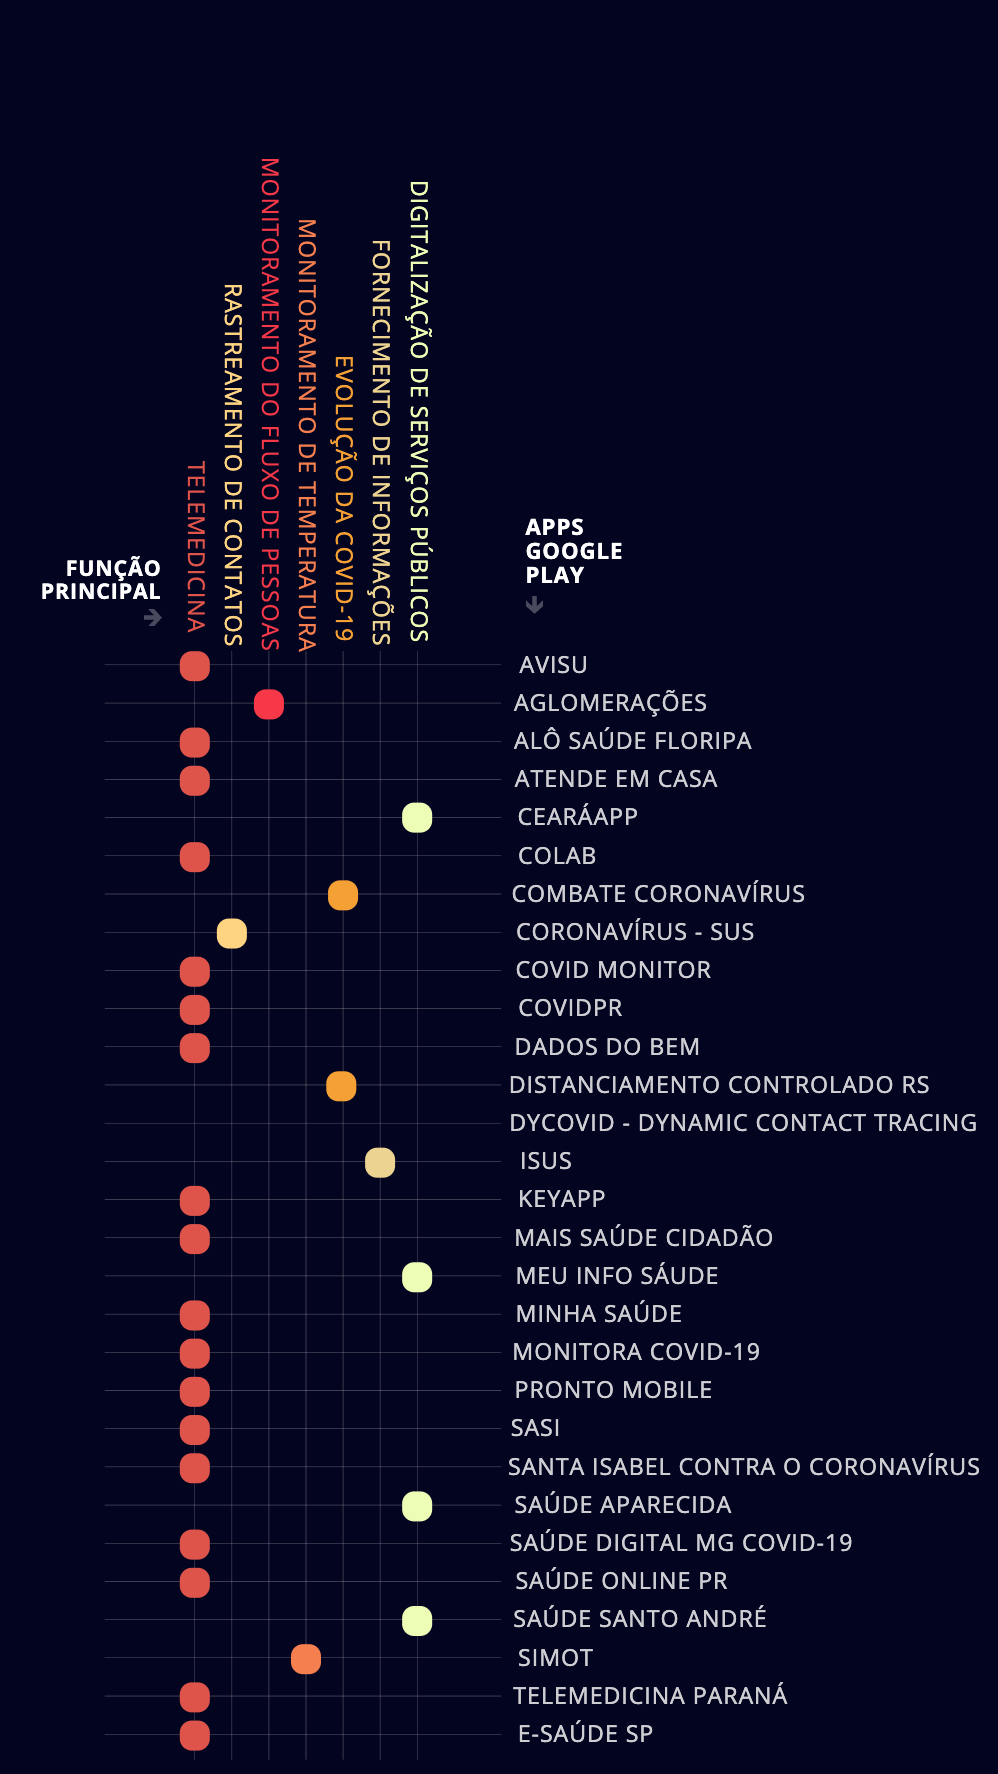 FUNÇÃO
PRINCIPAL
TELEMEDICINA
RASTREAMENTO DE CONTATOS
MONITORAMENTO DO FLUXO DE PESSOAS
MONITORAMENTO DE TEMPERATURA
EVOLUÇÃO DA COVID-19
FORNECIMENTO DE INFORMAÇÕES
DIGITALIZAÇÃO DE SERVIÇOS PÚBLICOS
APPS
GOOGLE
PLAY
AVISU
AGLOMERAÇÕES
ALÔ SAÚDE FLORIPA
ATENDE EM CASA
CEARÁAPP
COLAB
COMBATE CORONAVÍRUS
CORONAVÍRUS - SUS
COVID MONITOR
COVIDPR
DADOS DO BEM
DISTANCIAMENTO CONTROLADO RS
DYCOVID - DYNAMIC CONTACT TRACING
ISUS
KEYAPP
MAIS SAÚDE CIDADÃO
MEU INFO SÁUDE
MINHA SAÚDE
MONITORA COVID-19
PRONTO MOBILE
SASI
SANTA ISABEL CONTRA O CORONAVÍRUS
SAÚDE APARECIDA
SAÚDE DIGITAL MG COVID-19
SAÚDE ONLINE PR
SAÚDE SANTO ANDRÉ
SIMOT
TELEMEDICINA PARANÁ
E-SAÚDE SP